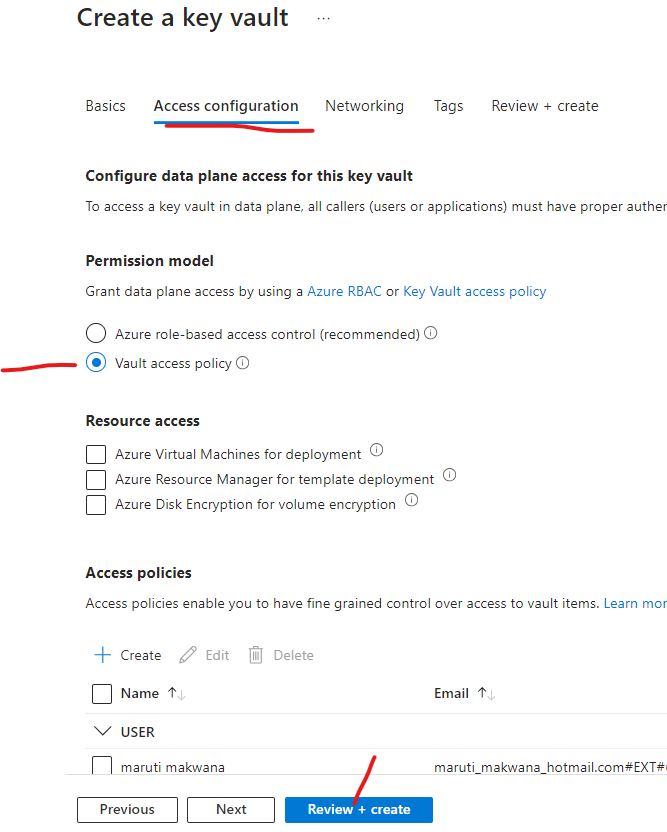 Create a key vault ...
Basics Access configuration Networking Tags Review + create
Configure data plane access for this key vault
To access a key vault in data plane, all callers (users or applications) must have proper auther
Permission model
Grant data plane access by using a Azure RBAC or Key Vault access policy
Azure role-based access control (recommended)
Vault access policy
Resource access
Azure Virtual Machines for deployment
Azure Resource Manager for template deployment
Azure Disk Encryption for volume encryption
Access policies
Access policies enable you to have fine grained control over access to vault items. Learn mor
Create Edit Delete
Name Email
USER
maruti makwana maruti_makwana_hotmail.com#EXT#
Previous Next Review + create